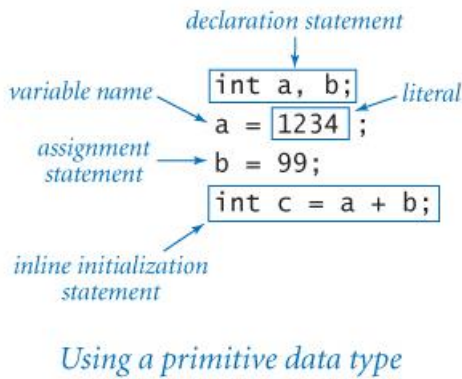 declaration statement
int a, b;
variable name
literal
a = 1234 ;
assignment
statement
b = 99;
int c = a + b;
inline initialization
statement
Using a primitive data type